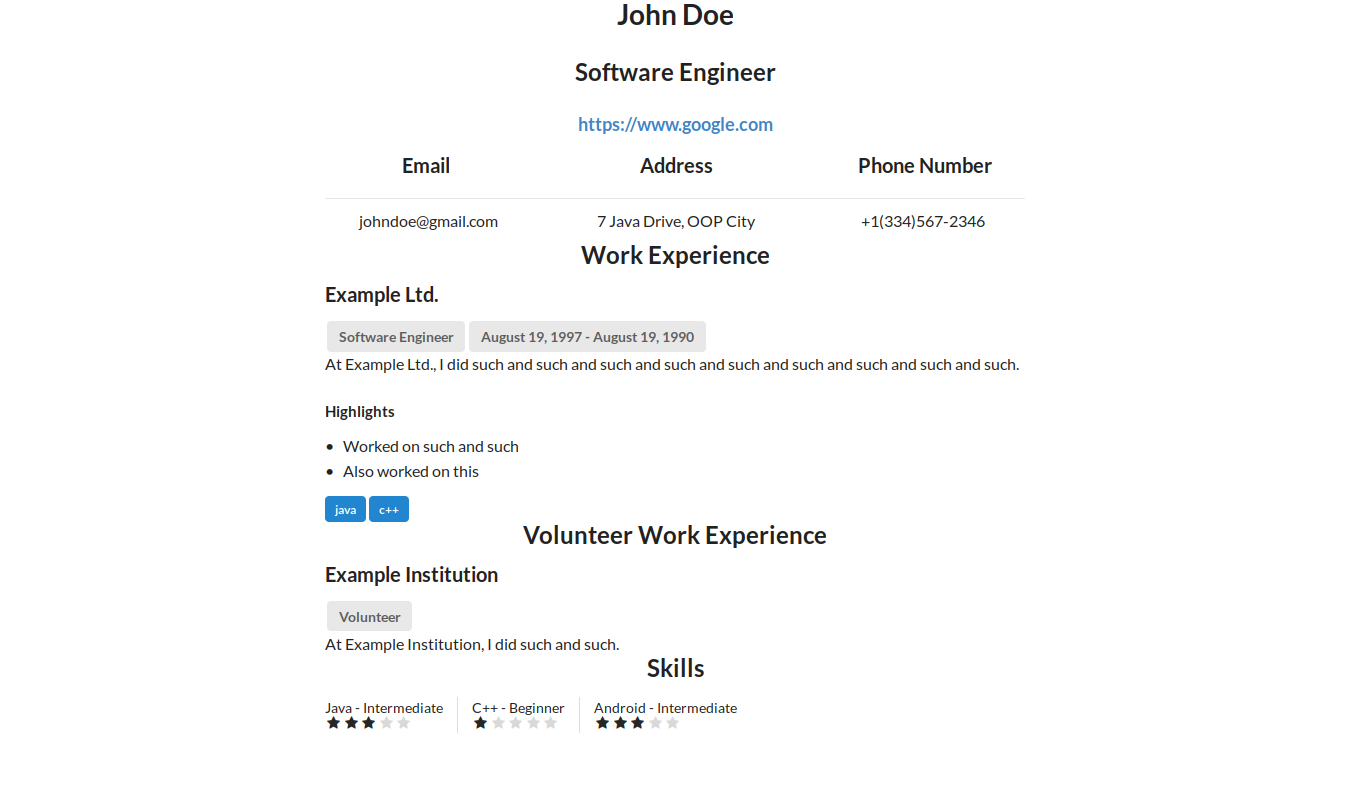 John Doe
Software Engineer
https://www.google.com
Email Address Phone Number
johndoe@gmail.com 7 Java Drive, OOP City +1(334)567-2346
Work Experience
Example Ltd.
Software Engineer August 19, 1997 - August 19, 1990
At Example Ltd., I did such and such and such and such and such and such and such and such and such.
Highlights
• Worked on such and such
• Also worked on this
java c++
Volunteer Work Experience
Example Institution
Volunteer
At Example Institution, I did such and such.
Skills
Java - Intermediate C++ - Beginner Android - Intermediate